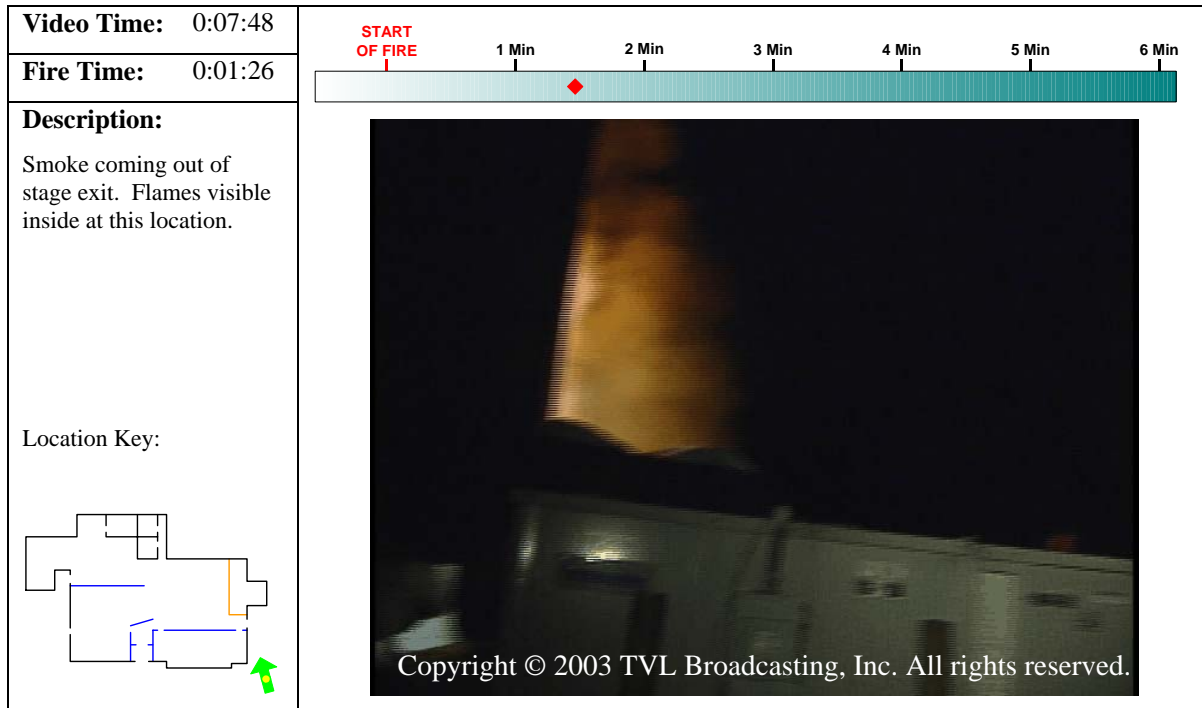 Video Time: 0:07:48
Fire Time: 0:01:26
START
OF FIRE 1 Min 2 Min 3 Min 4 Min 5 Min 6 Min
Description:
Smoke coming out of
stage exit. Flames visible
inside at this location.
Location Key:
Copyright © 2003 TVL Broadcasting, Inc. All rights reserved.